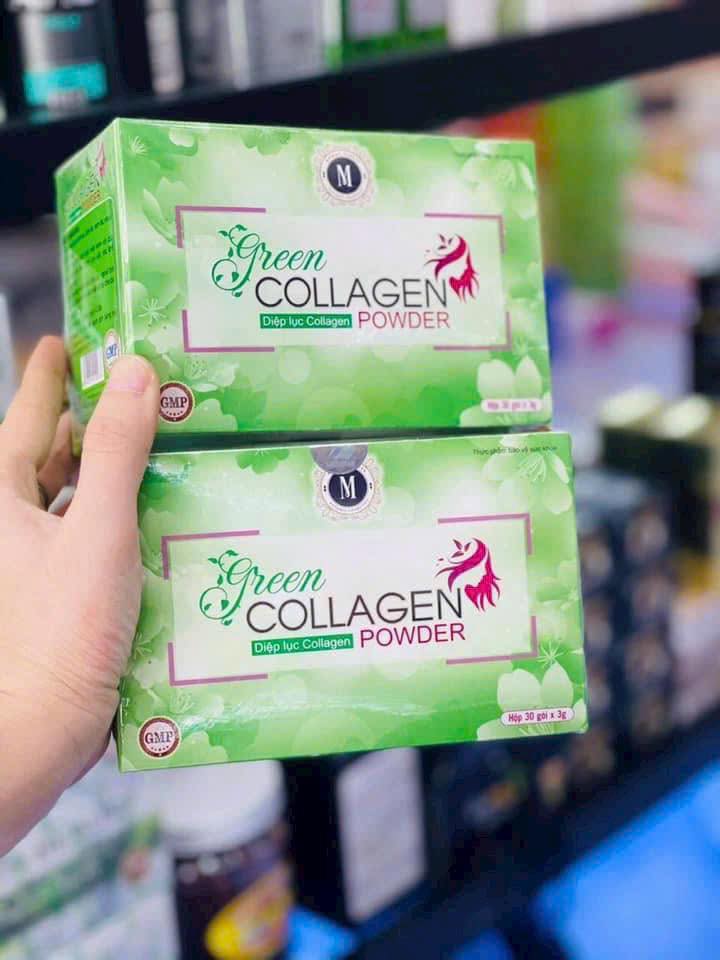 M
Green
COLLAGEN
Diệp lục Collagen POWDER
GMP
GMP
Hộp 30 gói x 3g
Thực phẩm bảo vệ sức khỏe
M
Green
COLLAGEN
Diệp lục Collagen POWDER
GMP
Hộp 30 gói x 3g